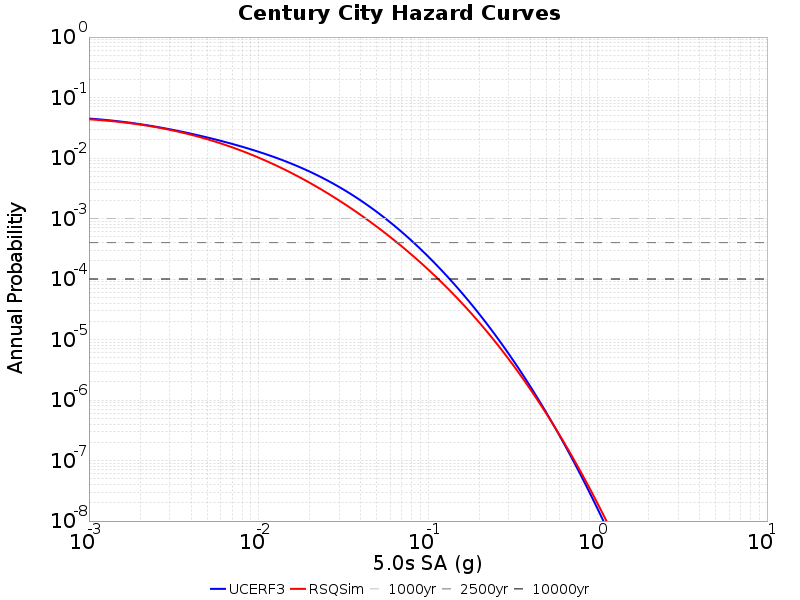 Century City Hazard Curves
10^0
10^-1
10^-2
10^-3
10^-4
10^-5
10^-6
10^-7
10^-8
Annual Probabilitiy
10^-3 10^-2 10^-1 10^0 10^1
5.0s SA (g)
UCERF3 RSQSim 1000yr 2500yr 10000yr